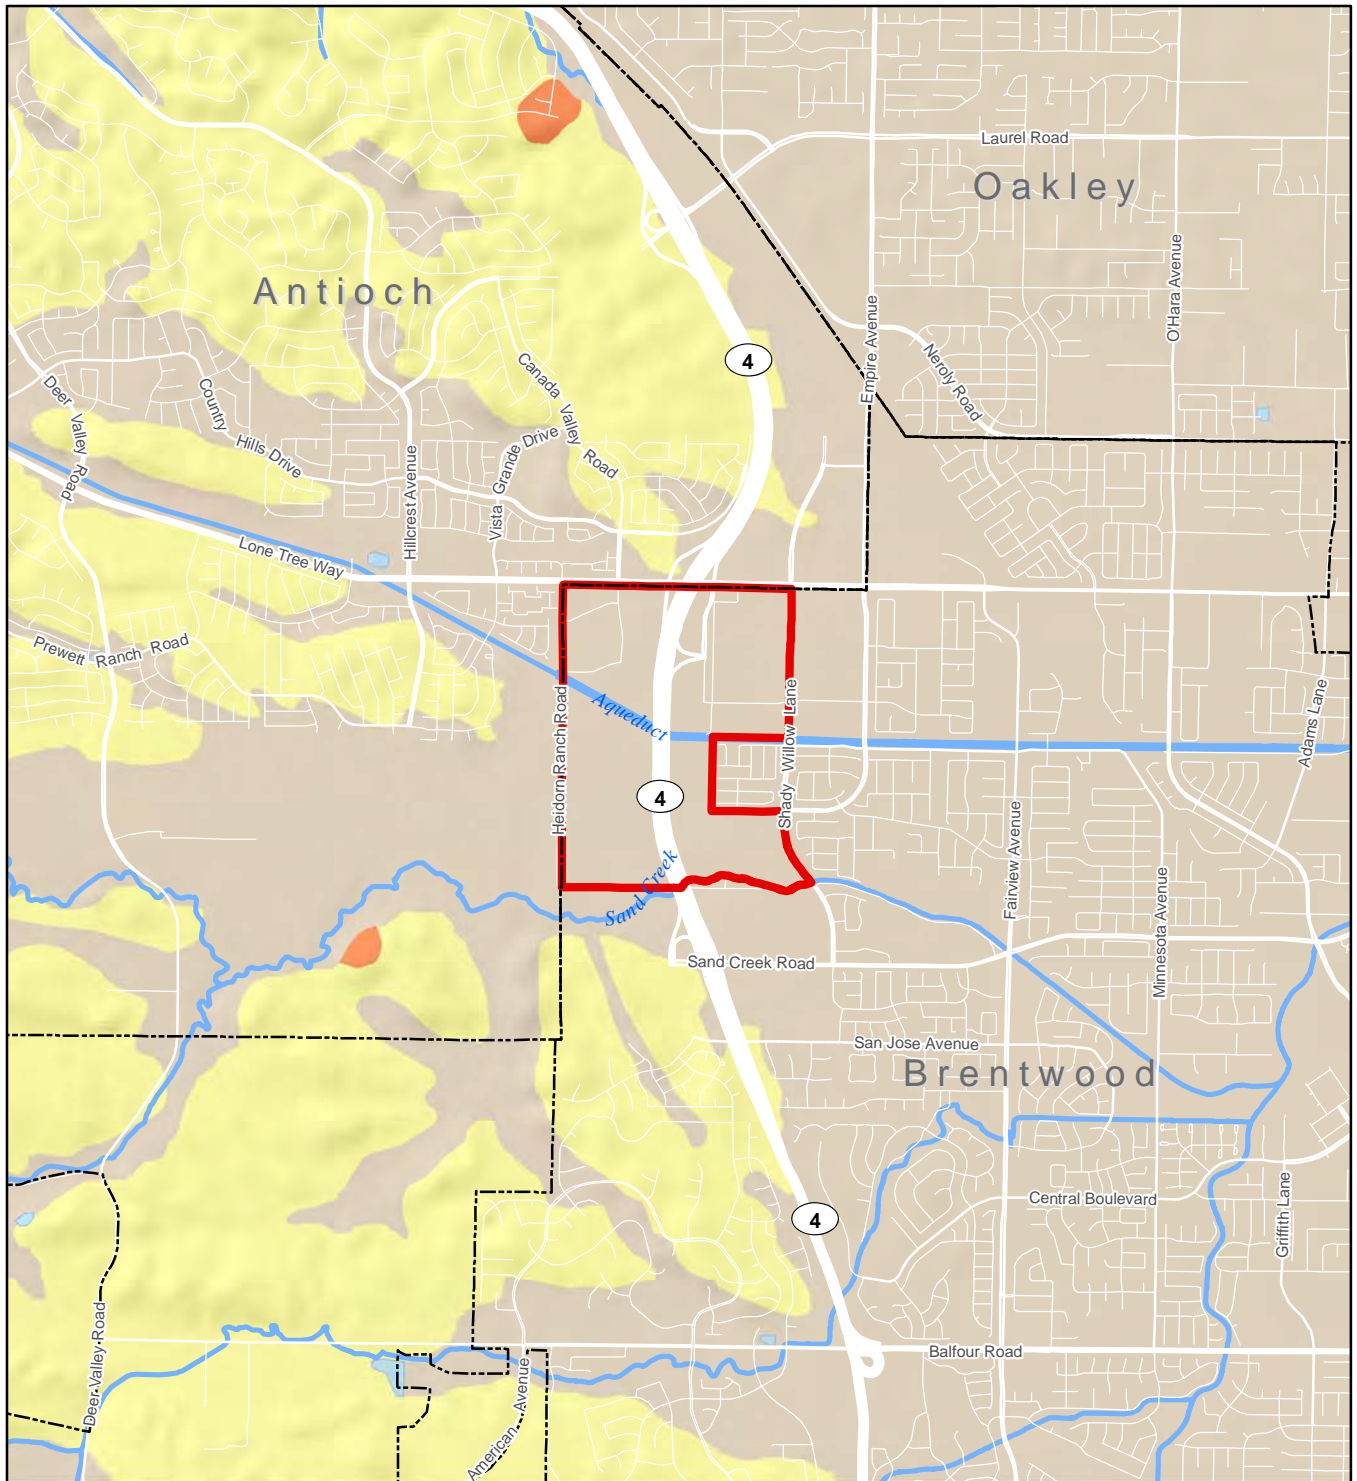 Laurel Road
Oakley
O'Hara Avenue
Antioch
Empire Avenue
Neroly Road
4
Canada Valley Road
Deer Valley Road
Country Hills Drive
Vista Grande Drive
Hillcrest Avenue
Lone Tree Way
Prewett Ranch Road
Heidorn Ranch Road
Aqueduct
Shady Willow Lane
Adams Lane
4
Fairview Avenue
Minnesota Avenue
Sand Creek
Sand Creek Road
San Jose Avenue
Brentwood
Central Boulevard
Griffith Lane
4
Deer Valley Road
Balfour Road
American Avenue